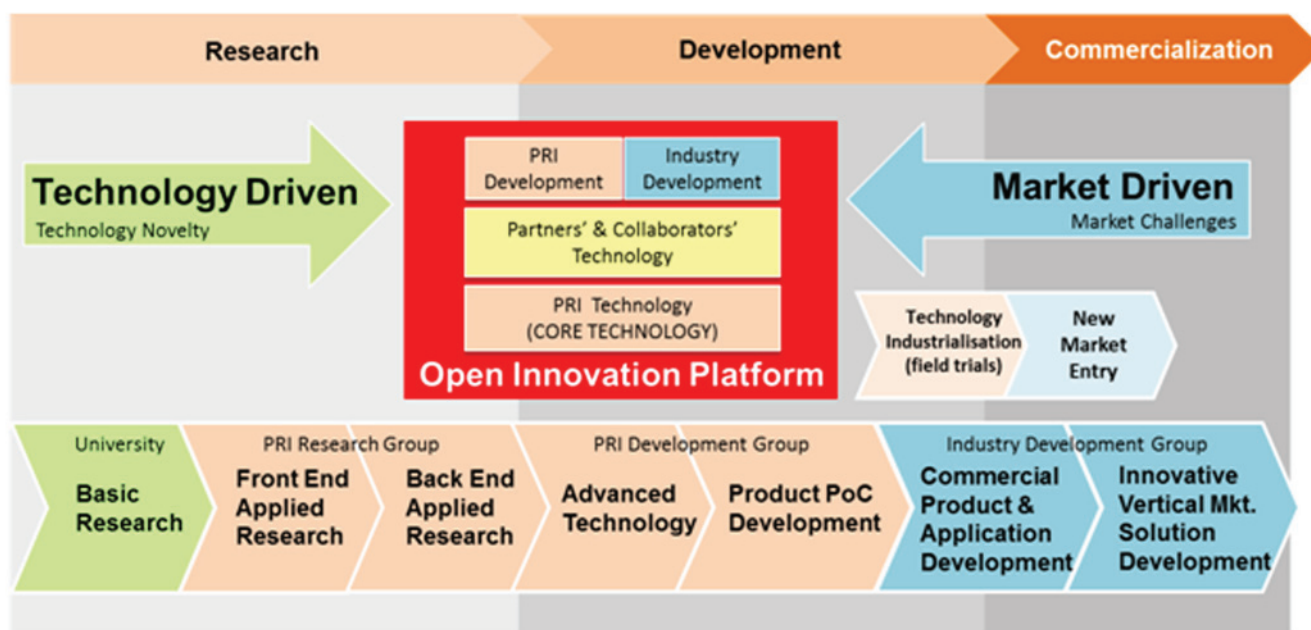 Research
Development
Commercialization
Technology Driven
Technology Novelty
PRI
Development
Industry
Development
Partners' & Collaborators'
Technology
PRI Technology
(CORE TECHNOLOGY)
Open Innovation Platform
Market Driven
Market Challenges
Technology
Industrialisation
(field trials)
New
Market
Entry
University
Basic
Research
PRI Research Group
Front End
Applied
Research
Back End
Applied
Research
PRI Development Group
Advanced
Technology
Product PoC
Development
Industry Development Group
Commercial
Product &
Application
Development
Innovative
Vertical Mkt.
Solution
Development